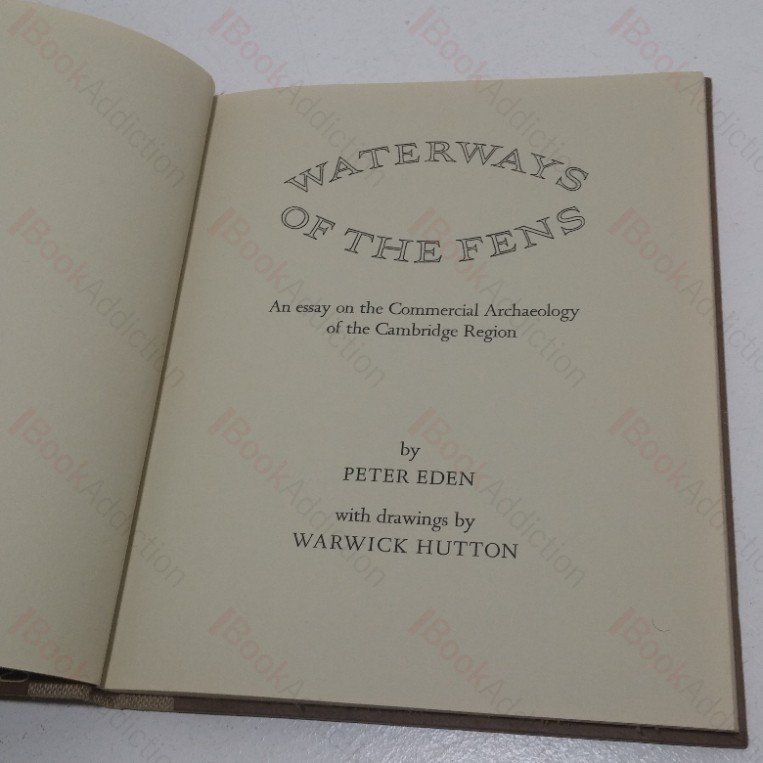 WATERWAYS
OF THE FENS
An essay on the Commercial Archaeology
of the Cambridge Region
by
PETER EDEN
with drawings by
WARWICK HUTTON
BookAddiction